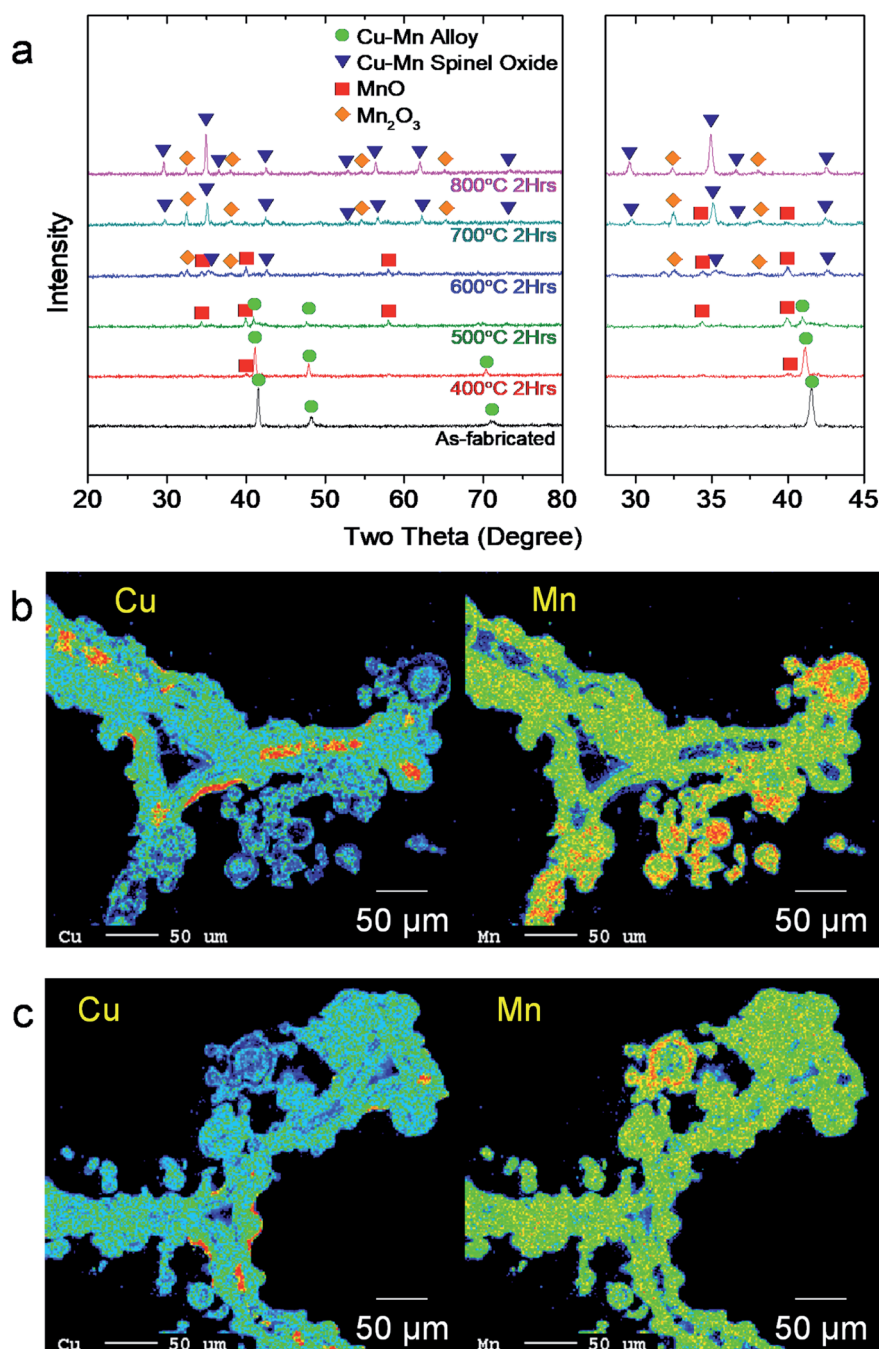 a
Cu-Mn Alloy
Cu-Mn Spinel Oxide
MnO
Mn2O3
800°C 2Hrs
700°C 2Hrs
600°C 2Hrs
500°C 2Hrs
400°C 2Hrs
As-fabricated
Intensity
20 30 40 50 60 70 80
30 35 40 45
Two Theta (Degree)
b
Cu
Mn
50 µm
50 µm
Cu 50 um
Mn 50 um
c
Cu
Mn
50 µm
50 µm
Cu 50 um
Mn 50 um